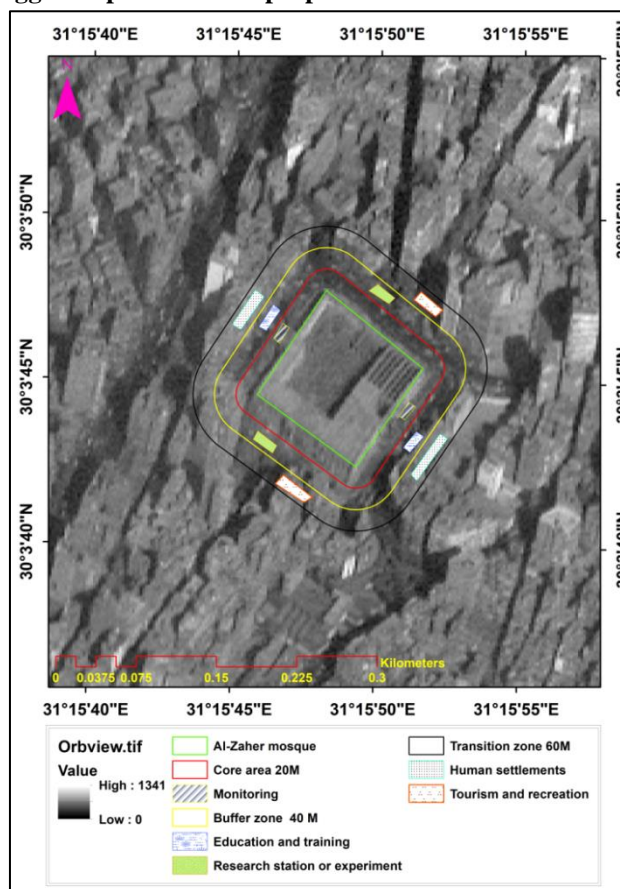 31°15'40"E 31°15'45"E 31°15'50"E 31°15'55"E
N
30°3'50"N
30°3'45"N
30°3'40"N
Kilometers
0 0.0375 0.075 0.15 0.225 0.3
31°15'40"E 31°15'45"E 31°15'50"E 31°15'55"E
Orbview.tif
Value
High : 1341
Low : 0
Al-Zaher mosque
Core area 20M
Monitoring
Buffer zone 40 M
Education and training
Research station or experiment
Transition zone 60M
Human settlements
Tourism and recreation